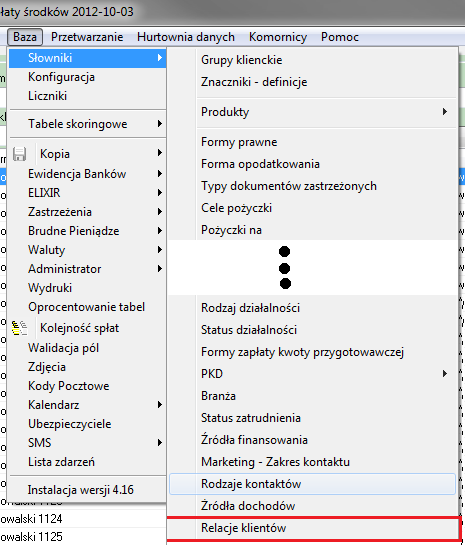 łaty środków 2012-10-03
Baza Przetwarzanie Hurtownia danych Komornicy Pomoc
Słowniki
Konfiguracja
Liczniki
Tabele skoringowe
Kopia
Ewidencja Banków
ELIXIR
Zastrzeżenia
Brudne Pieniądze
Waluty
Administrator
Wydruki
Oprocentowanie tabel
Kolejność spłat
Walidacja pól
Zdjęcia
Kody Pocztowe
Kalendarz
Ubezpieczyciele
SMS
Lista zdarzeń
Instalacja wersji 4.16
Grupy klienckie
Znaczniki - definicje
Produkty
Formy prawne
Forma opodatkowania
Typy dokumentów zastrzeżonych
Cele pożyczki
Pożyczki na
Rodzaj działalności
Status działalności
Formy zapłaty kwoty przygotowawczej
PKD
Branża
Status zatrudnienia
Źródła finansowania
Marketing - Zakres kontaktu
Rodzaje kontaktów
Źródła dochodów
Relacje klientów
owalski 1124
owalski 1125